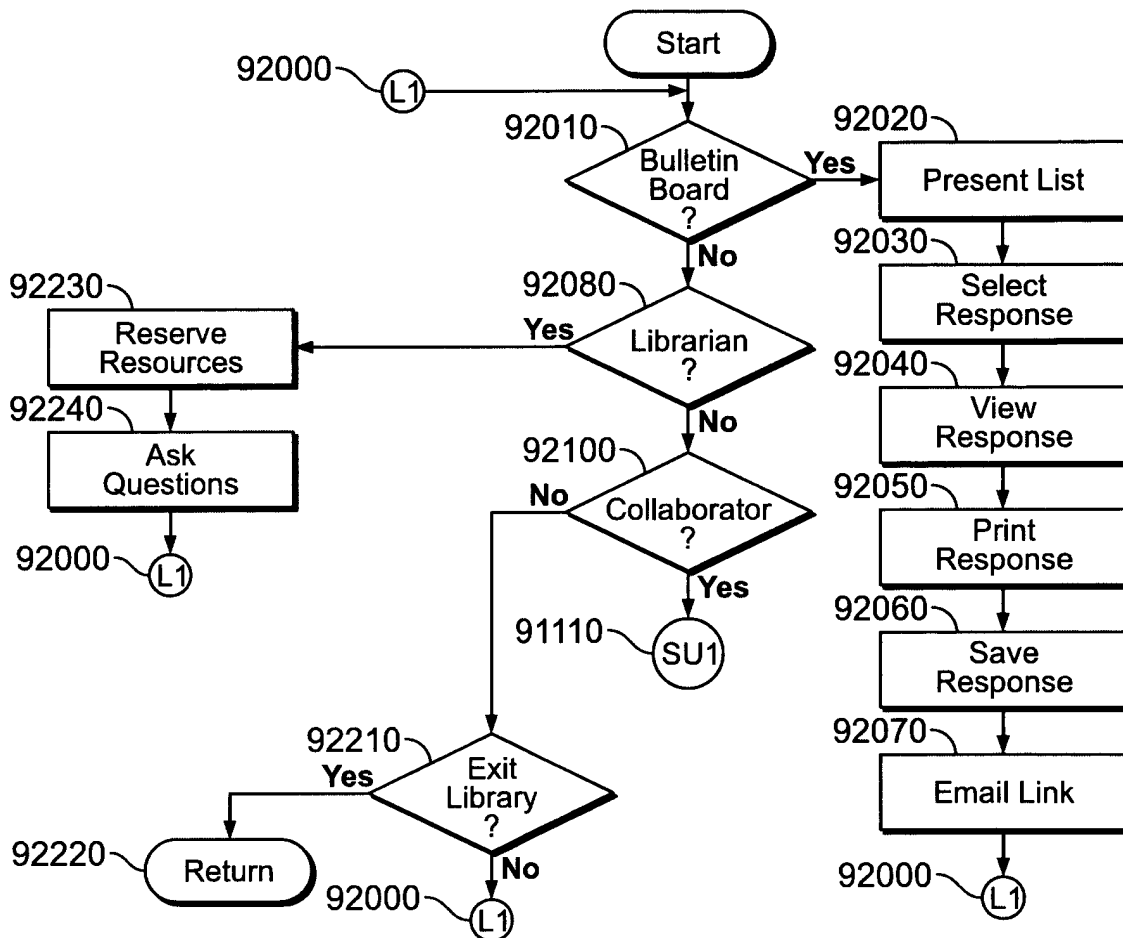 Start
92000
L1
92010
Bulletin
Board
?
Yes
No
92020
Present List
92030
Select
Response
92040
View
Response
92050
Print
Response
92060
Save
Response
92070
Email Link
92000
L1
92080
Librarian
?
Yes
No
92230
Reserve
Resources
92240
Ask
Questions
92000
L1
92100
Collaborator
?
No
Yes
91110
SU1
92210
Exit
Library
?
Yes
No
92220
Return
92000
L1